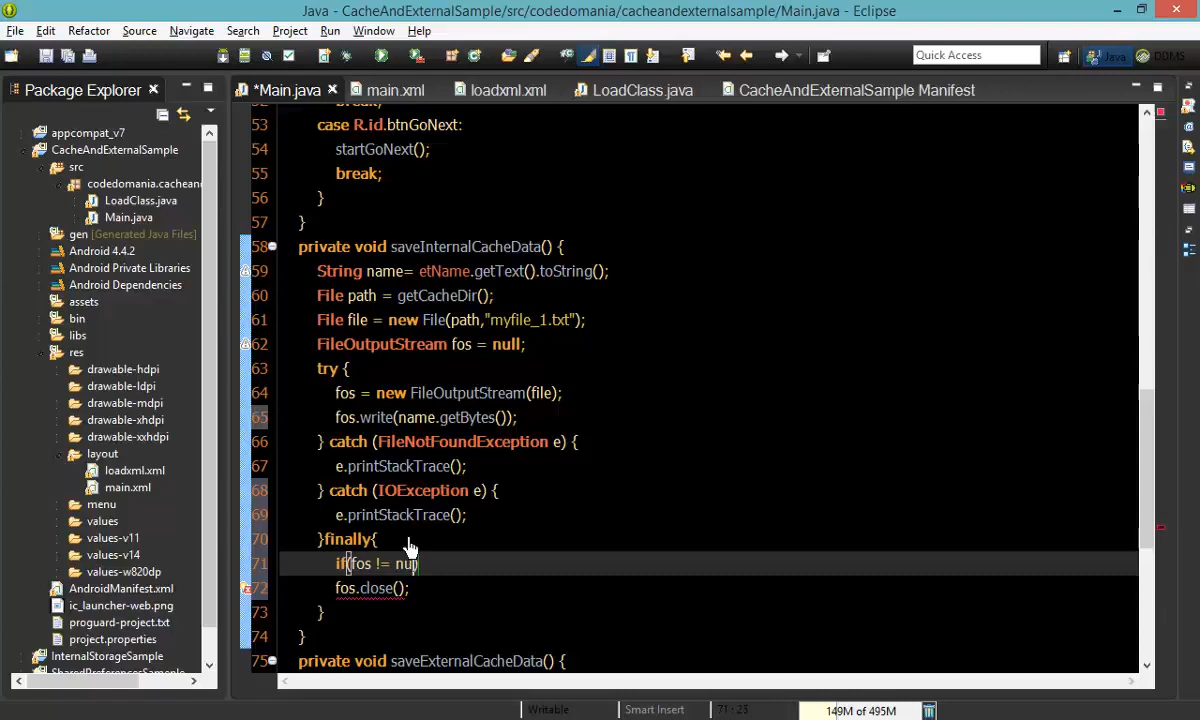 Java - CacheAndExternalSample/src/codedomania/cacheandexternalsample/Main.java - Eclipse
File Edit Refactor Source Navigate Search Project Run Window Help
Quick Access
Java
DDMS
Package Explorer
*Main.java main.xml loadxml.xml LoadClass.java CacheAndExternalSample Manifest
appcompat_v7
CacheAndExternalSample
src
codedomania.cachean
LoadClass.java
Main.java
gen [Generated Java Files]
Android 4.4.2
Android Private Libraries
Android Dependencies
assets
bin
libs
res
drawable-hdpi
drawable-ldpi
drawable-mdpi
drawable-xhdpi
drawable-xxhdpi
layout
loadxml.xml
main.xml
menu
values
values-v11
values-v14
values-w820dp
AndroidManifest.xml
ic_launcher-web.png
proguard-project.txt
project.properties
InternalStorageSample
SharedPreferencesSample
52 break;
53 case R.id.btnGoNext:
54 startGoNext();
55 break;
56 }
57 }
58 private void saveInternalCacheData() {
59 String name= etName.getText().toString();
60 File path = getCacheDir();
61 File file = new File(path,"myfile_1.txt");
62 FileOutputStream fos = null;
63 try {
64 fos = new FileOutputStream(file);
65 fos.write(name.getBytes());
66 } catch (FileNotFoundException e) {
67 e.printStackTrace();
68 } catch (IOException e) {
69 e.printStackTrace();
70 }finally{
71 if(fos != nu)
72 fos.close();
73 }
74 }
75 private void saveExternalCacheData() {
Writable Smart Insert 71 : 25 149M of 495M